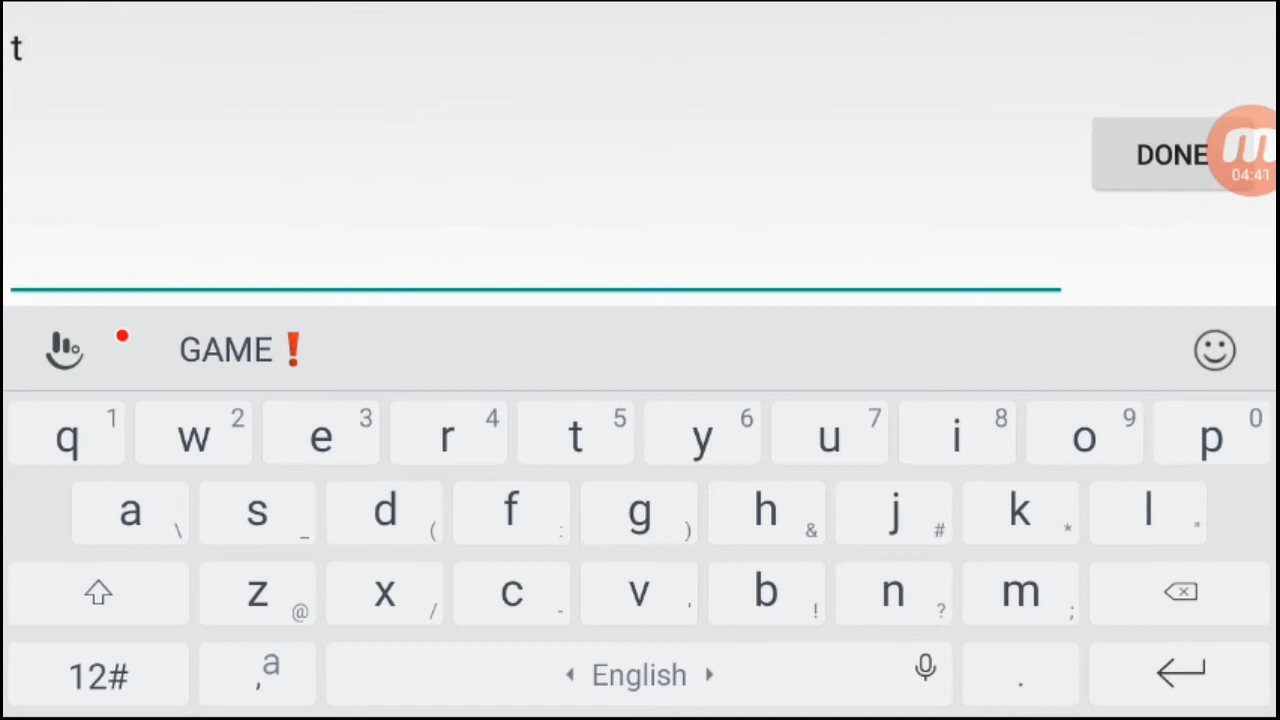 t
DONE
m
04:41
GAME❗
q 1 w 2 e 3 r 4 t 5 y 6 u 7 i 8 o 9 p 0
a \ s _ d ( f : g ) h & j # k * l "
z @ x / c - v ' b ! n ? m ;
12# , a English .